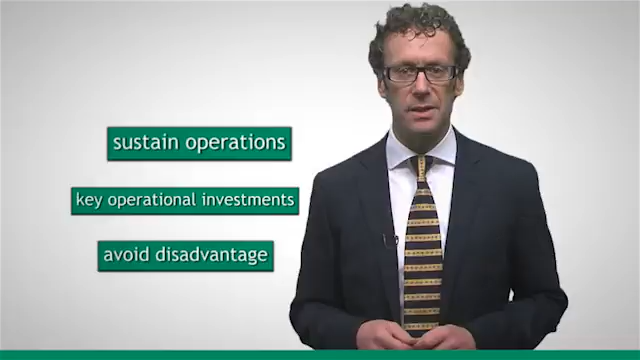 sustain operations
key operational investments
avoid disadvantage